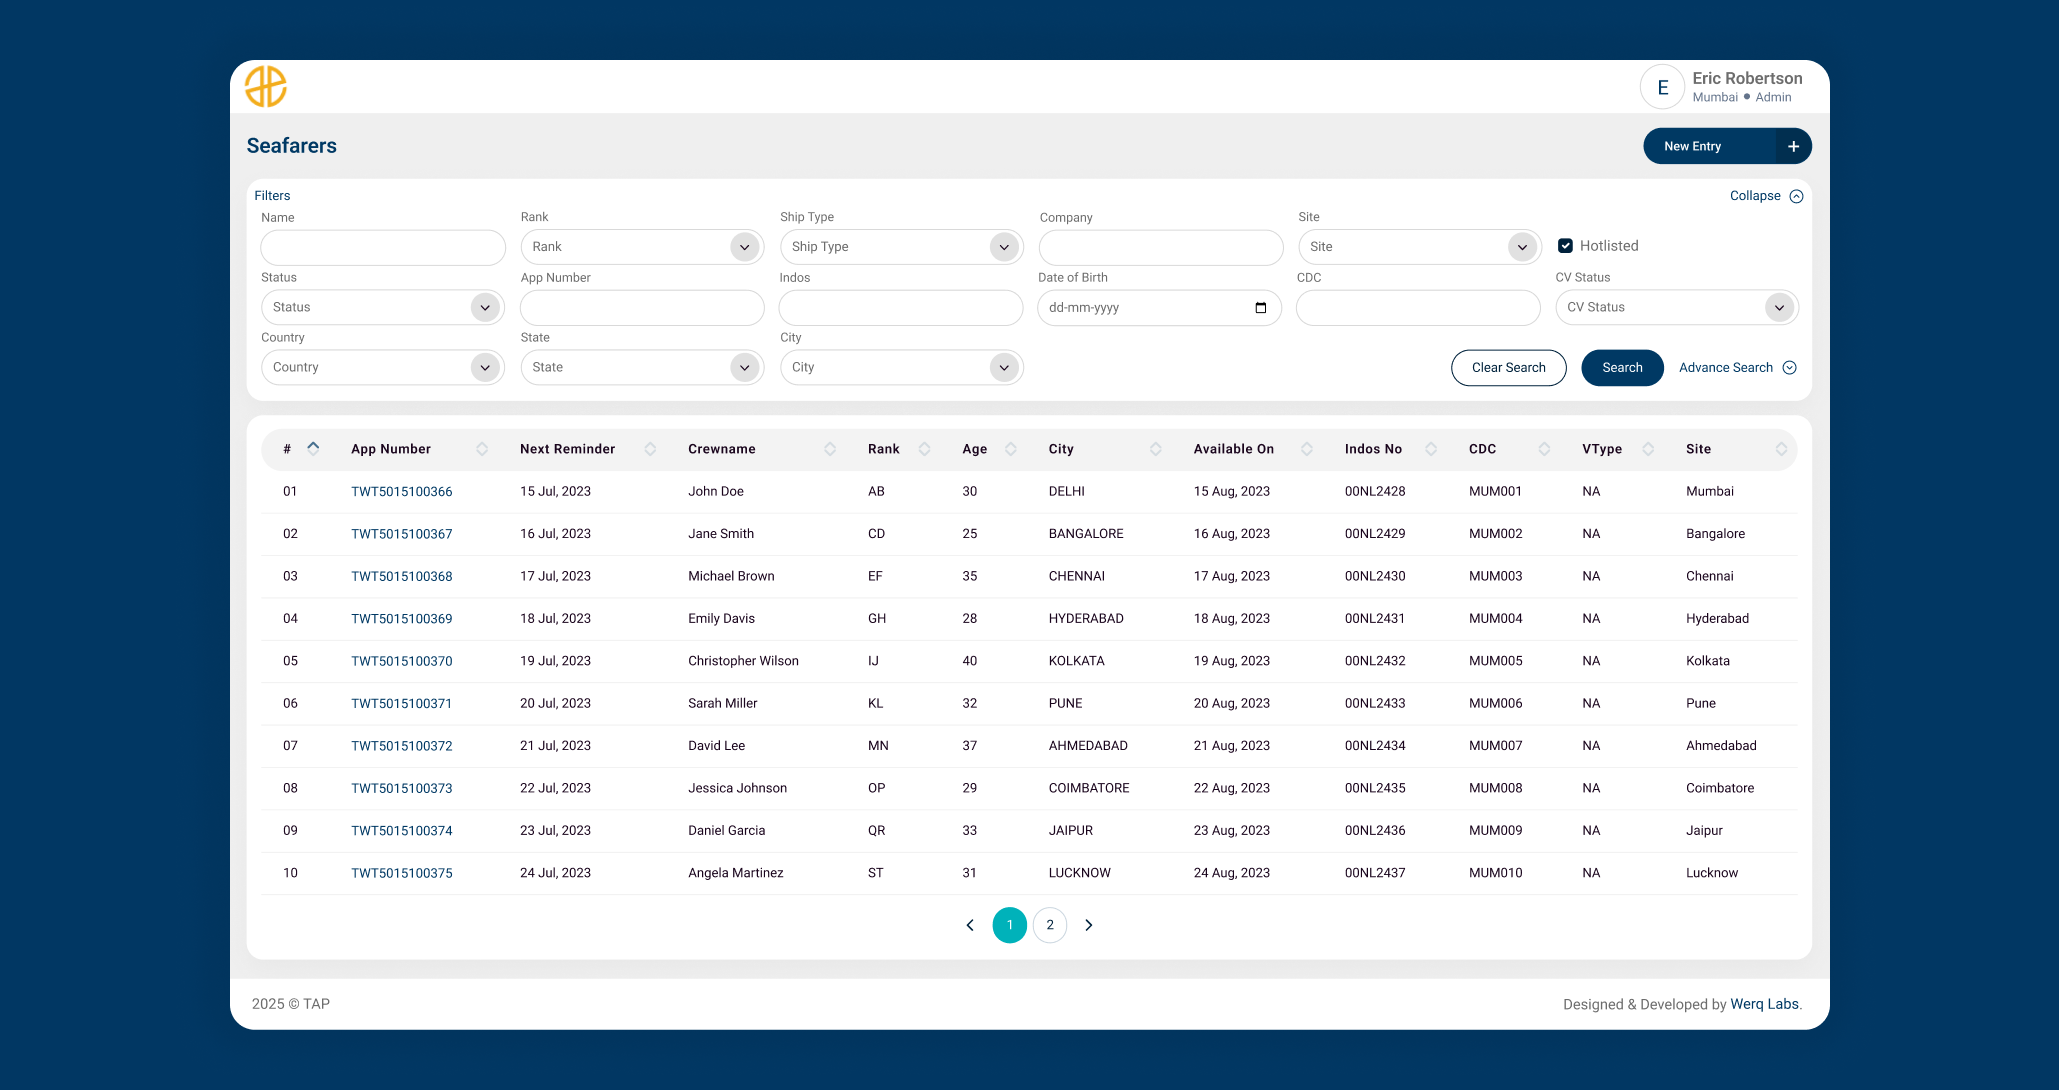 E
Eric Robertson
Mumbai • Admin
Seafarers
New Entry +
Filters
Collapse
Name Rank Ship Type Company Site
Rank Ship Type Site Hotlisted
Status App Number Indos Date of Birth CDC CV Status
Status dd-mm-yyyy CV Status
Country State City
Country State City Clear Search Search Advance Search
# App Number Next Reminder Crewname Rank Age City Available On Indos No CDC VType Site
01 TWT5015100366 15 Jul, 2023 John Doe AB 30 DELHI 15 Aug, 2023 00NL2428 MUM001 NA Mumbai
02 TWT5015100367 16 Jul, 2023 Jane Smith CD 25 BANGALORE 16 Aug, 2023 00NL2429 MUM002 NA Bangalore
03 TWT5015100368 17 Jul, 2023 Michael Brown EF 35 CHENNAI 17 Aug, 2023 00NL2430 MUM003 NA Chennai
04 TWT5015100369 18 Jul, 2023 Emily Davis GH 28 HYDERABAD 18 Aug, 2023 00NL2431 MUM004 NA Hyderabad
05 TWT5015100370 19 Jul, 2023 Christopher Wilson IJ 40 KOLKATA 19 Aug, 2023 00NL2432 MUM005 NA Kolkata
06 TWT5015100371 20 Jul, 2023 Sarah Miller KL 32 PUNE 20 Aug, 2023 00NL2433 MUM006 NA Pune
07 TWT5015100372 21 Jul, 2023 David Lee MN 37 AHMEDABAD 21 Aug, 2023 00NL2434 MUM007 NA Ahmedabad
08 TWT5015100373 22 Jul, 2023 Jessica Johnson OP 29 COIMBATORE 22 Aug, 2023 00NL2435 MUM008 NA Coimbatore
09 TWT5015100374 23 Jul, 2023 Daniel Garcia QR 33 JAIPUR 23 Aug, 2023 00NL2436 MUM009 NA Jaipur
10 TWT5015100375 24 Jul, 2023 Angela Martinez ST 31 LUCKNOW 24 Aug, 2023 00NL2437 MUM010 NA Lucknow
1 2
2025 © TAP
Designed & Developed by Werq Labs.